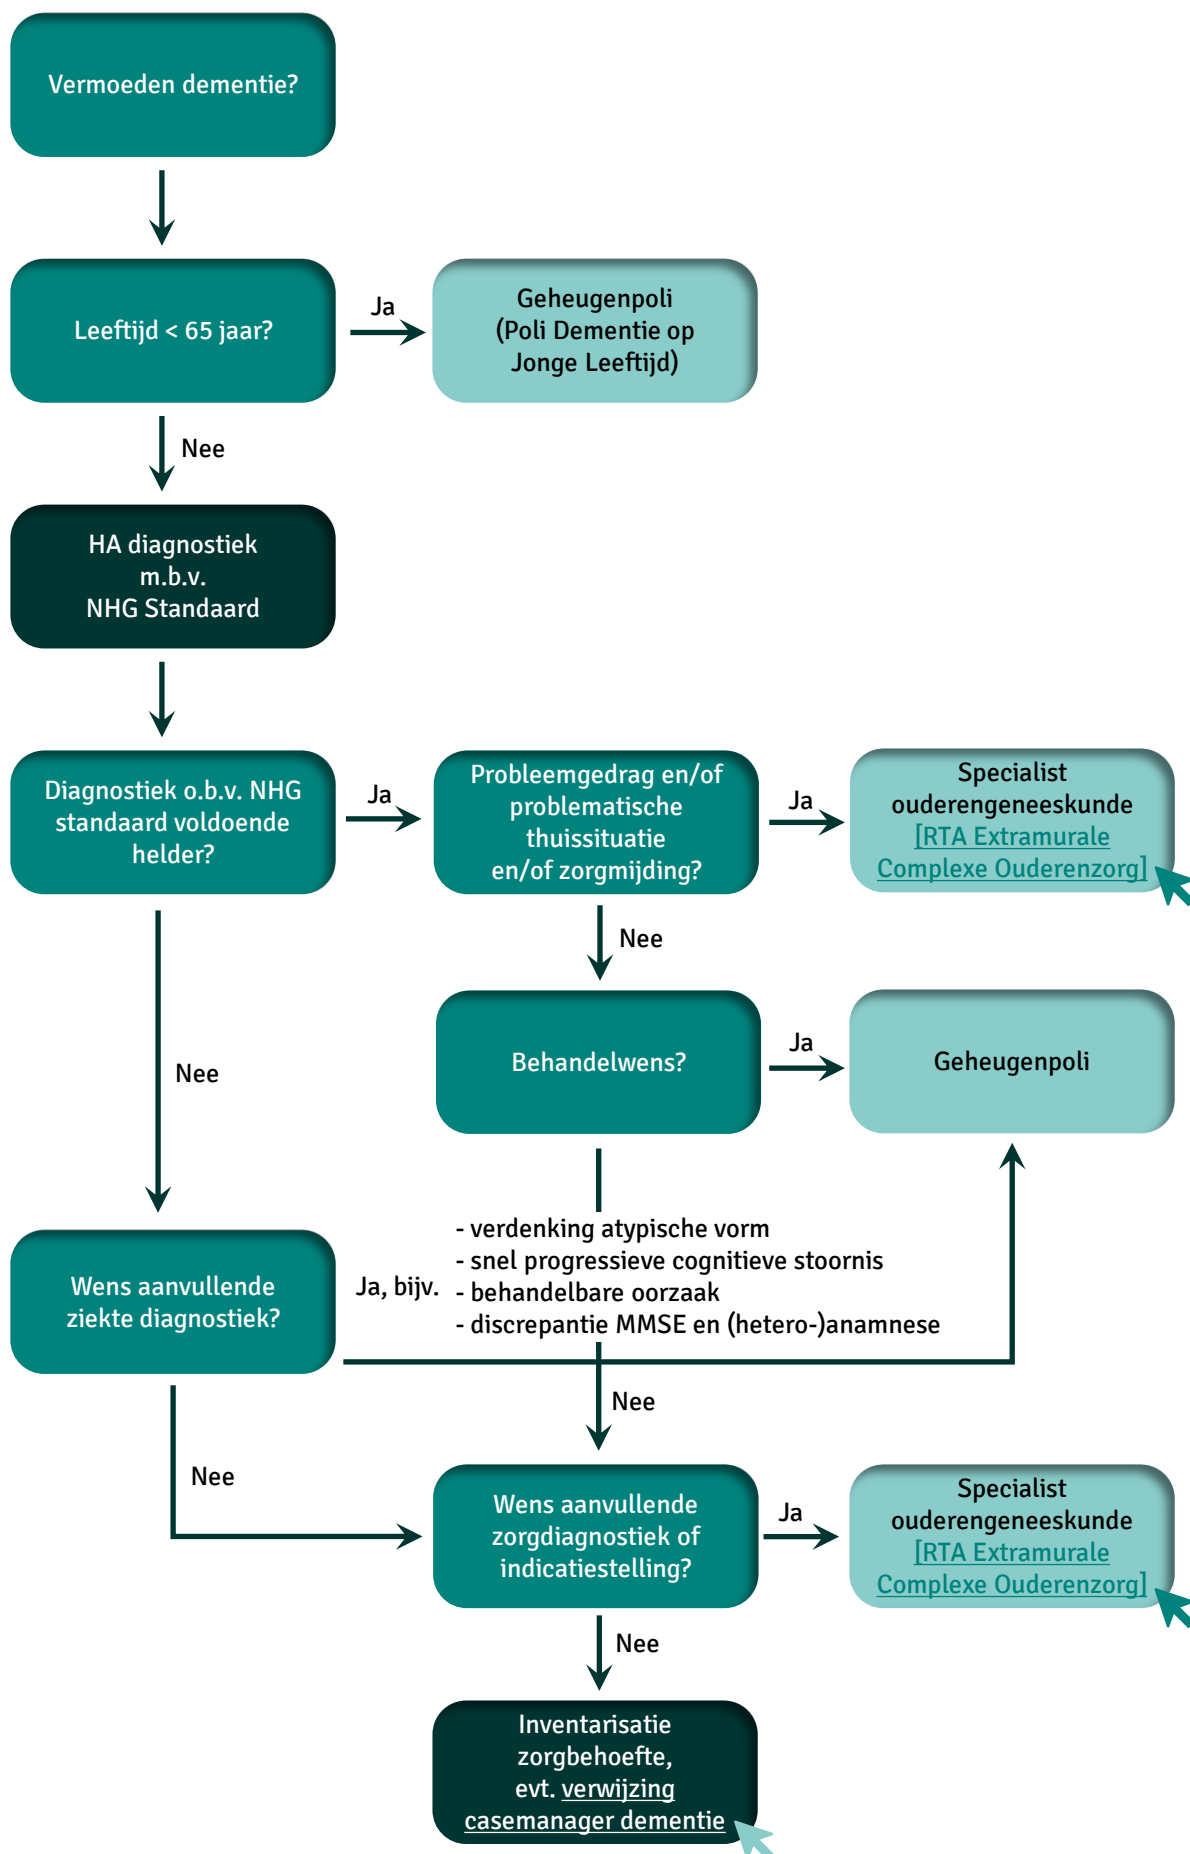 Vermoeden dementie?
Leeftijd < 65 jaar?
Ja
Geheugenpoli
(Poli Dementie op
Jonge Leeftijd)
Nee
HA diagnostiek
m.b.v.
NHG Standaard
Diagnostiek o.b.v. NHG
standaard voldoende
helder?
Ja
Probleemgedrag en/of
problematische
thuissituatie
en/of zorgmijding?
Ja
Specialist
ouderengeneeskunde
[RTA Extramurale
Complexe Ouderenzorg]
Nee
Behandelwens?
Ja
Geheugenpoli
Nee
Wens aanvullende
ziekte diagnostiek?
Ja, bijv.
- verdenking atypische vorm
- snel progressieve cognitieve stoornis
- behandelbare oorzaak
- discrepantie MMSE en (hetero-)anamnese
Nee
Nee
Wens aanvullende
zorgdiagnostiek of
indicatiestelling?
Ja
Specialist
ouderengeneeskunde
[RTA Extramurale
Complexe Ouderenzorg]
Nee
Inventarisatie
zorgbehoefte,
evt. verwijzing
casemanager dementie